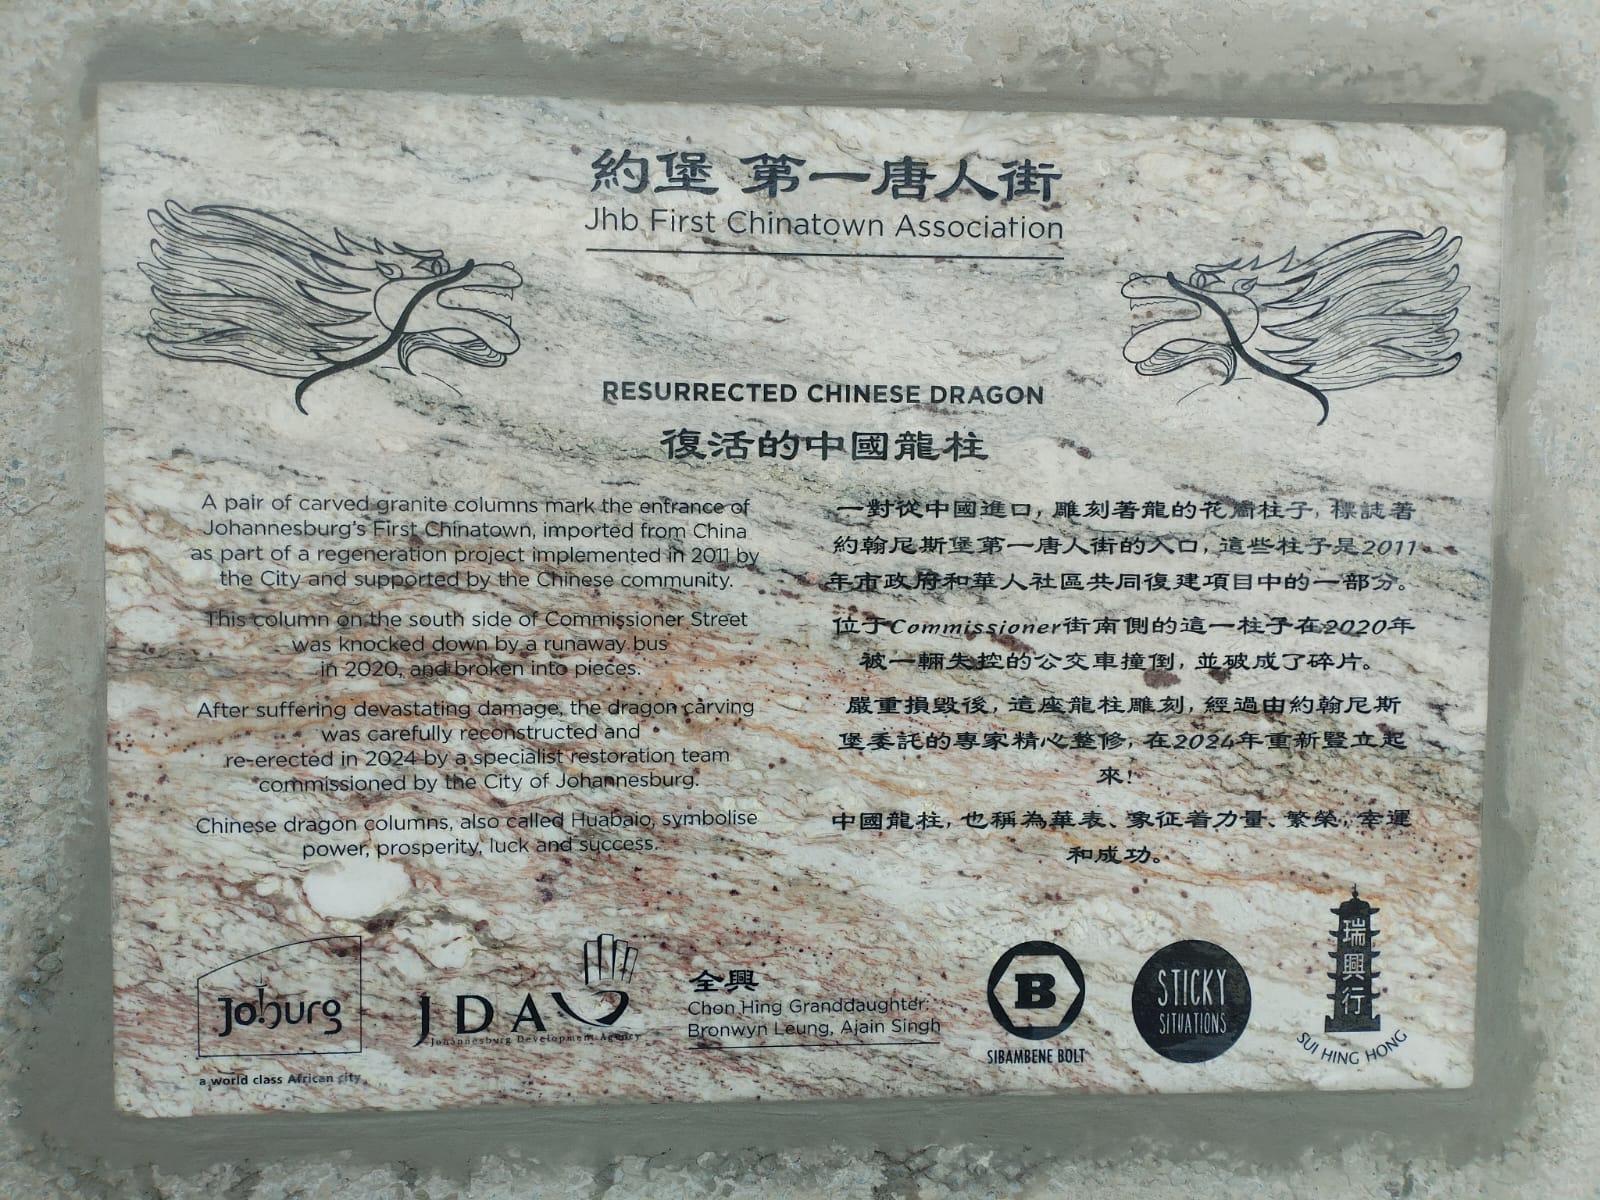 約堡 第一唐人街
Jhb First Chinatown Association
RESURRECTED CHINESE DRAGON
復活的中國龍柱
A pair of carved granite columns mark the entrance of
Johannesburg's First Chinatown, imported from China
as part of a regeneration project implemented in 2011 by
the City and supported by the Chinese community.
This column on the south side of Commissioner Street
was knocked down by a runaway bus
in 2020, and broken into pieces.
After suffering devastating damage, the dragon carving
was carefully reconstructed and
re-erected in 2024 by a specialist restoration team
commissioned by the City of Johannesburg.
Chinese dragon columns, also called Huabaio, symbolise
power, prosperity, luck and success.
一對從中國進口, 雕刻著龍的花崗柱子, 標誌著
約翰尼斯堡第一唐人街的入口, 這些柱子是2011
年市政府和華人社區共同復建項目中的一部分。
位于Commissioner街南側的這一柱子在2020年
被一輛失控的公交車撞倒, 並破成了碎片。
嚴重損毀後, 這座龍柱雕刻, 經過由約翰尼斯
堡委託的專家精心整修, 在2024年重新豎立起
來!
中國龍柱, 也稱為華表、象征着力量、繁榮, 幸運
和成功。
Joburg
a world class African city
JDA
Johannesburg Development Agency
全興
Chon Hing Granddaughter:
Bronwyn Leung, Ajain Singh
B
SIBAMBENE BOLT
STICKY
SITUATIONS
瑞興行
SUI HING HONG